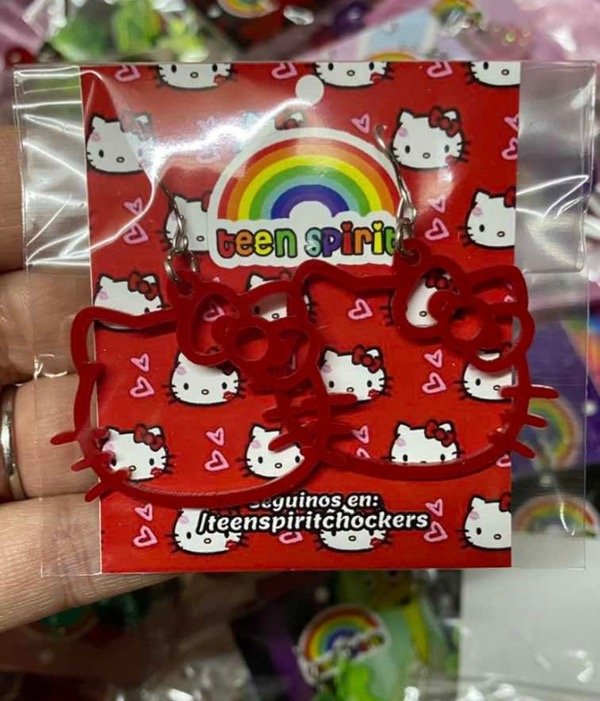 teen spirit
seguinos en:
/teenspiritchockers